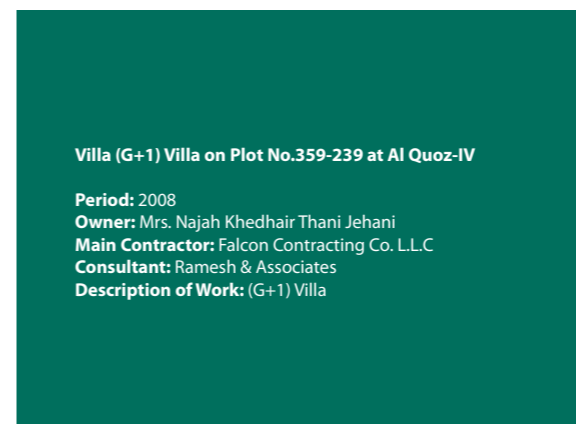 Villa (G+1) Villa on Plot No.359-239 at Al Quoz-IV
Period: 2008
Owner: Mrs. Najah Khedhair Thani Jehani
Main Contractor: Falcon Contracting Co. L.L.C
Consultant: Ramesh & Associates
Description of Work: (G+1) Villa